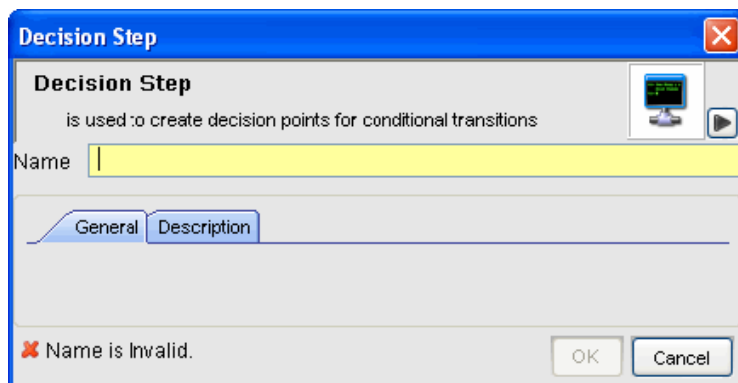 Decision Step
Decision Step
is used to create decision points for conditional transitions
Name
General Description
Name is Invalid.
OK Cancel